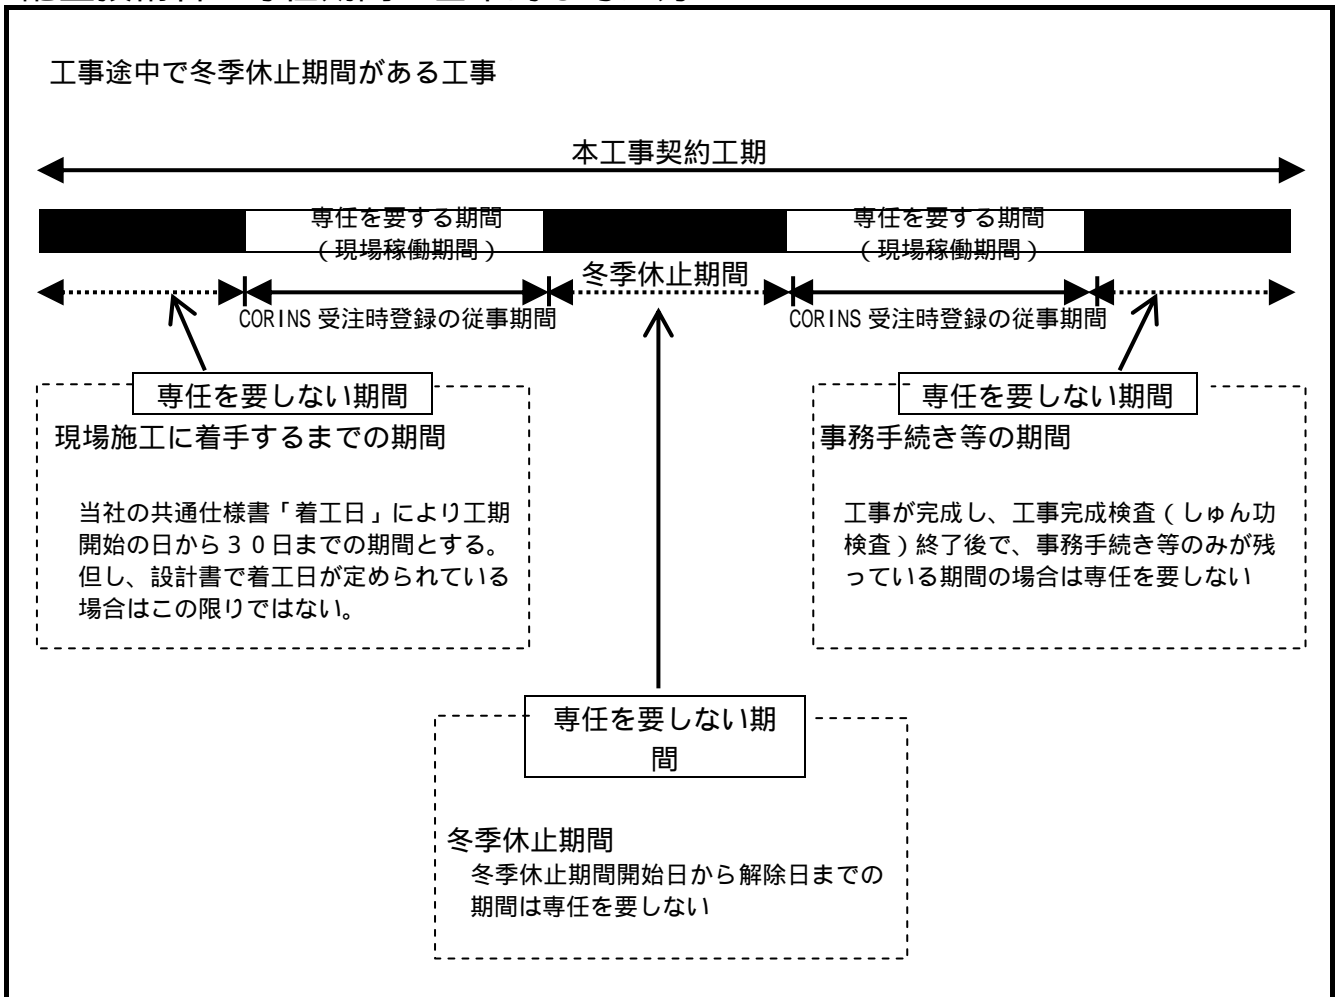 工事途中で冬季休止期間がある工事
本工事契約工期
専任を要する期間
(現場稼働期間)
専任を要する期間
(現場稼働期間)
冬季休止期間
CORINS 受注時登録の従事期間
CORINS 受注時登録の従事期間
専任を要しない期間
現場施工に着手するまでの期間
当社の共通仕様書「着工日」により工期
開始の日から30日までの期間とする。
但し、設計書で着工日が定められている
場合はこの限りではない。
専任を要しない期間
事務手続き等の期間
工事が完成し、工事完成検査(しゅん功
検査)終了後で、事務手続き等のみが残
っている期間の場合は専任を要しない
専任を要しない期
間
冬季休止期間
冬季休止期間開始日から解除日までの
期間は専任を要しない